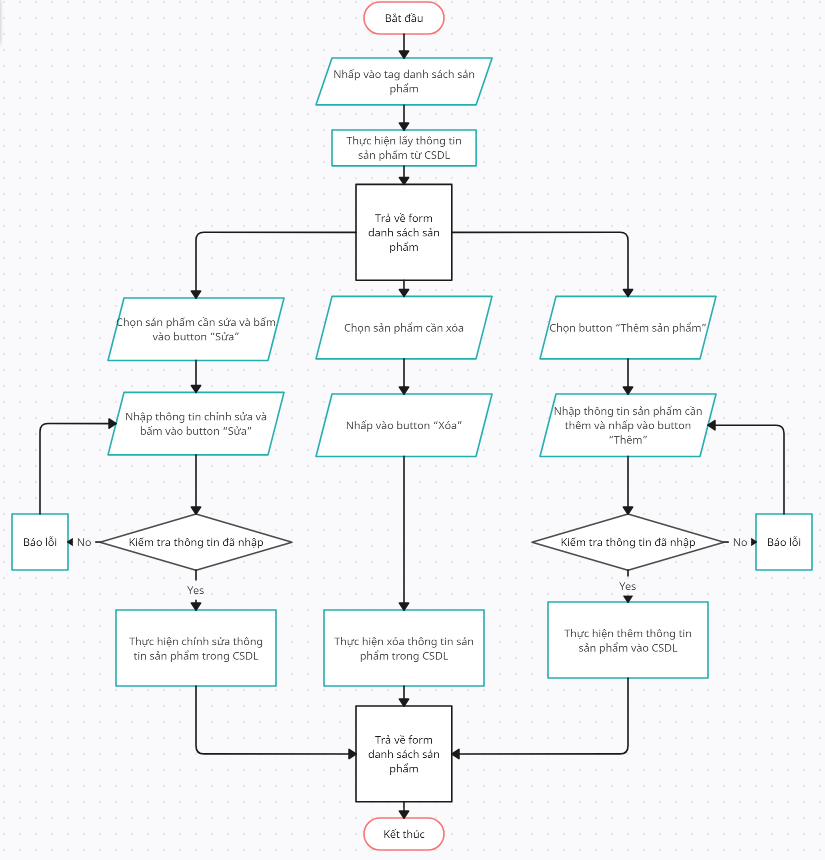 Bắt đầu
Nhấp vào tag danh sách sản
phẩm
Thực hiện lấy thông tin
sản phẩm từ CSDL
Trả về form
danh sách sản
phẩm
Chọn sản phẩm cần sửa và bấm
vào button “Sửa”
Chọn sản phẩm cần xóa
Chọn button “Thêm sản phẩm”
Nhập thông tin chỉnh sửa và
bấm vào button “Sửa”
Nhấp vào button “Xóa”
Nhập thông tin sản phẩm cần
thêm và nhấp vào button
“Thêm”
Báo lỗi
No
Kiểm tra thông tin đã nhập
Kiểm tra thông tin đã nhập
No
Báo lỗi
Yes
Yes
Thực hiện chỉnh sửa thông
tin sản phẩm trong CSDL
Thực hiện xóa thông tin sản
phẩm trong CSDL
Thực hiện thêm thông tin
sản phẩm vào CSDL
Trả về form
danh sách sản
phẩm
Kết thúc